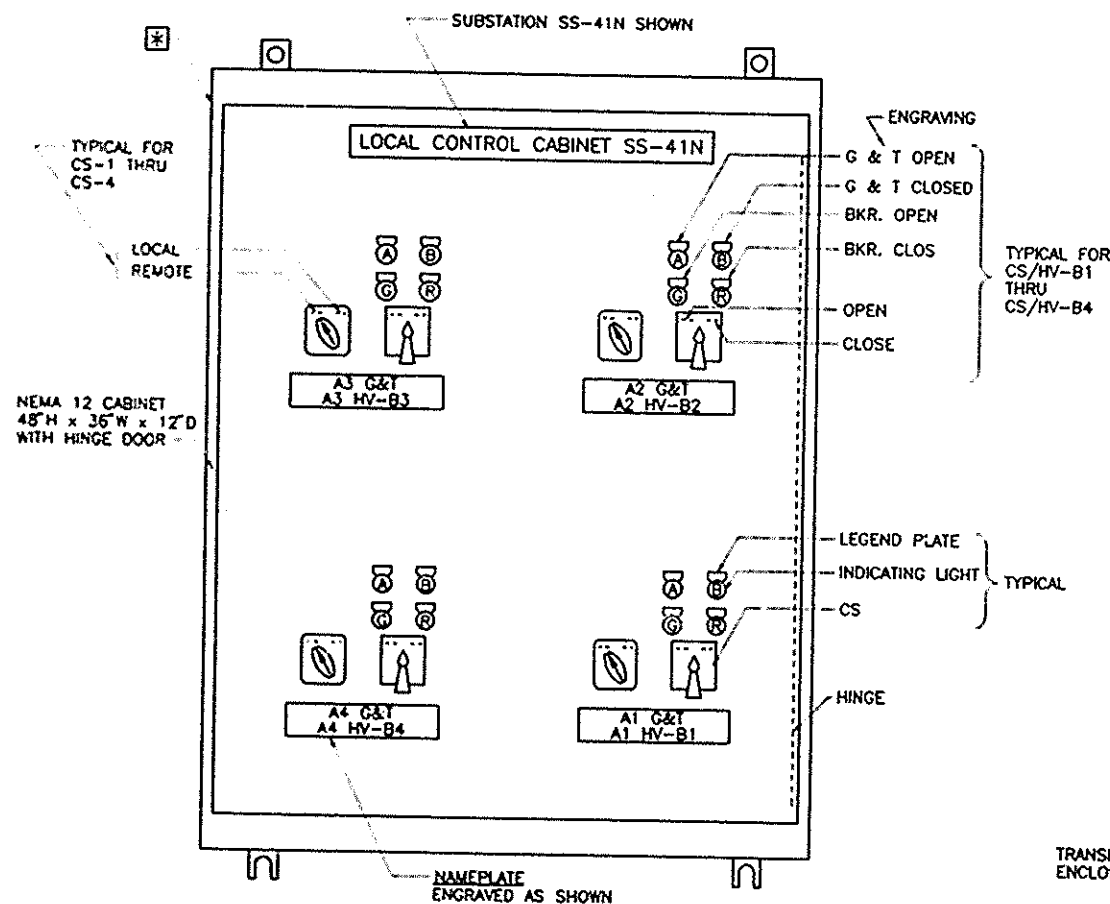 SUBSTATION SS-41N SHOWN
*
LOCAL CONTROL CABINET SS-41N
TYPICAL FOR
CS-1 THRU
CS-4
LOCAL
REMOTE
ENGRAVING
G & T OPEN
G & T CLOSED
BKR. OPEN
BKR. CLOS
OPEN
CLOSE
TYPICAL FOR
CS/HV-B1
THRU
CS/HV-B4
A B
G R
A B
G R
A3 G&T
A3 HV-B3
A2 G&T
A2 HV-B2
NEMA 12 CABINET
48"H x 36"W x 12"D
WITH HINGE DOOR
LEGEND PLATE
INDICATING LIGHT
CS
TYPICAL
A B
G R
A B
G R
A4 G&T
A4 HV-B4
A1 G&T
A1 HV-B1
HINGE
NAMEPLATE
ENGRAVED AS SHOWN